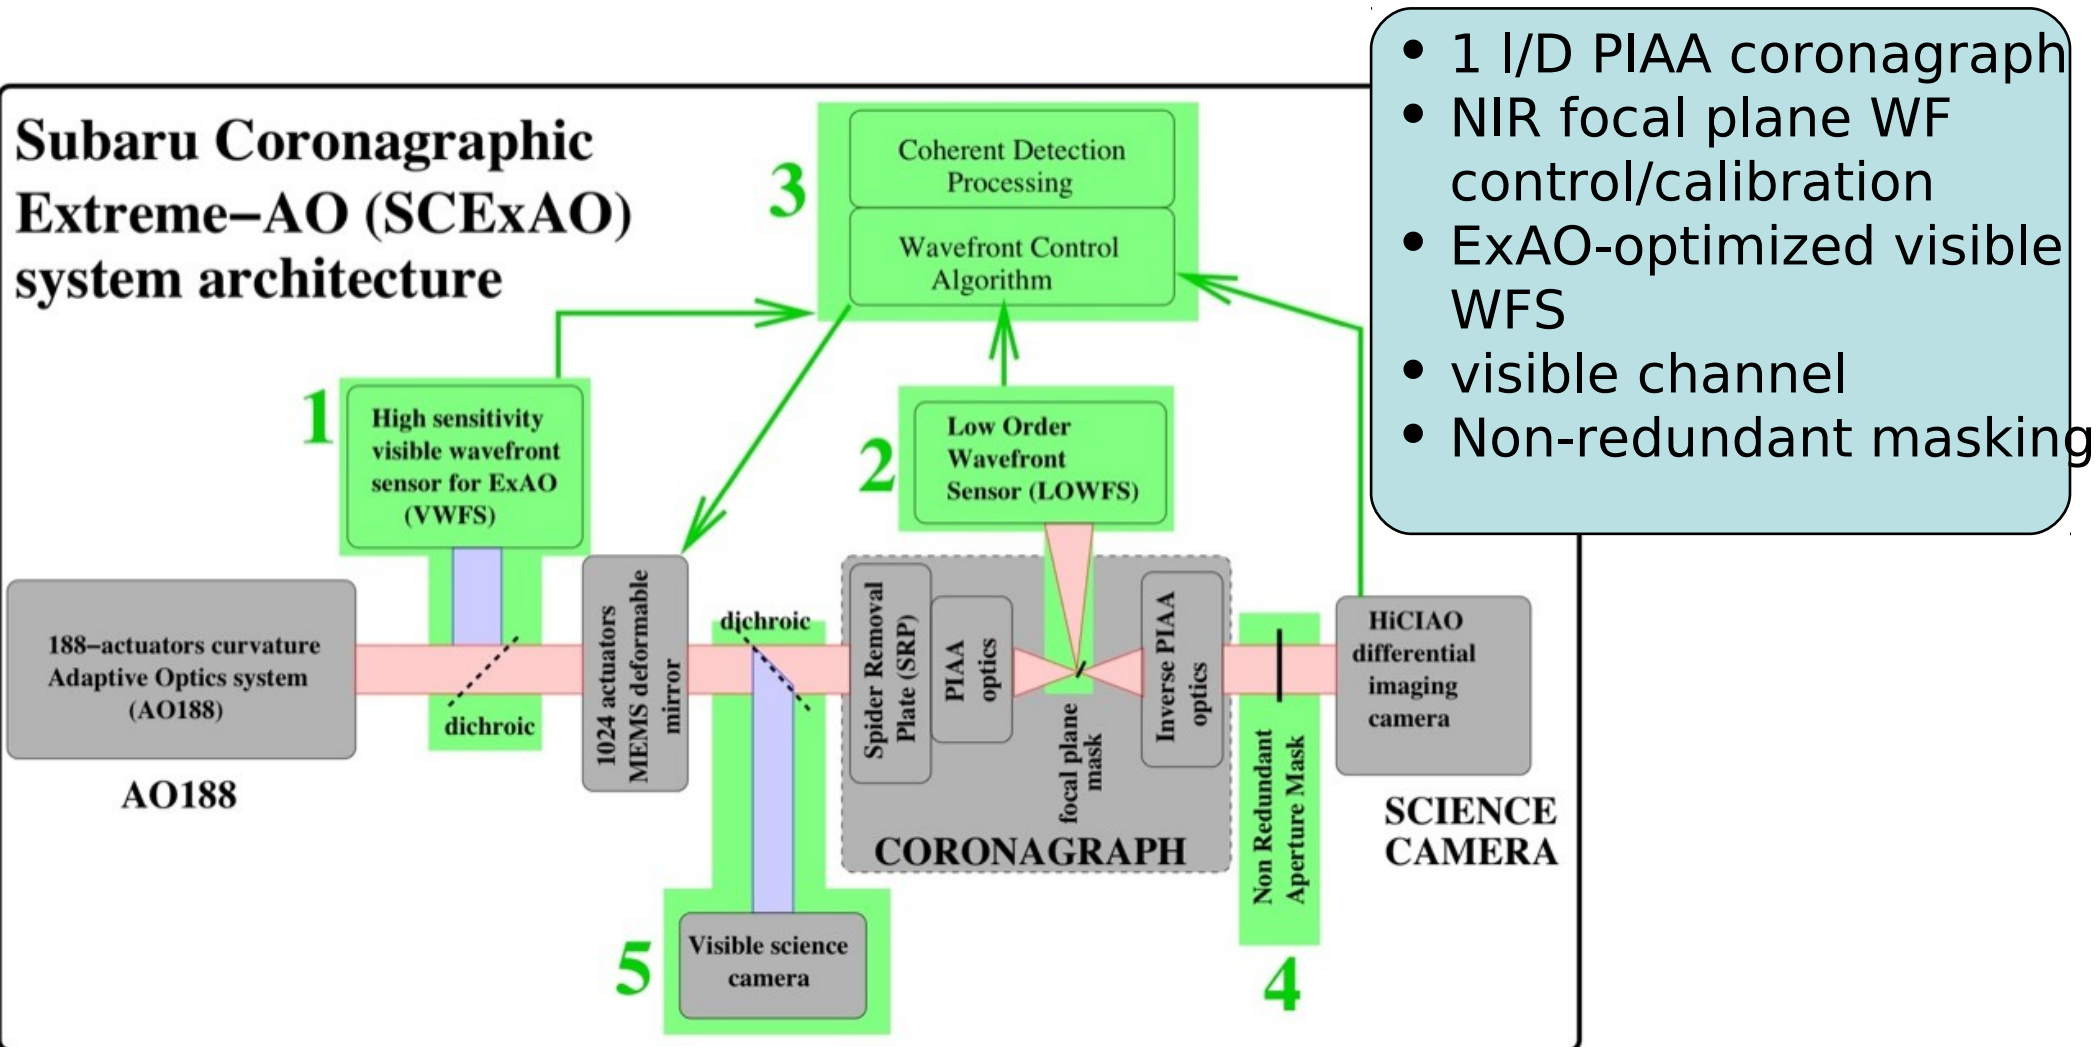 Subaru Coronagraphic
Extreme–AO (SCExAO)
system architecture
• 1 l/D PIAA coronagraph
• NIR focal plane WF
control/calibration
• ExAO-optimized visible
WFS
• visible channel
• Non-redundant masking
3
Coherent Detection
Processing
Wavefront Control
Algorithm
1
High sensitivity
visible wavefront
sensor for ExAO
(VWFS)
2
Low Order
Wavefront
Sensor (LOWFS)
188–actuators curvature
Adaptive Optics system
(AO188)
AO188
dichroic
1024 actuators
MEMS deformable
mirror
dichroic
Spider Removal
Plate (SRP)
PIAA
optics
focal plane
mask
Inverse PIAA
optics
CORONAGRAPH
Non Redundant
Aperture Mask
4
HiCIAO
differential
imaging
camera
SCIENCE
CAMERA
5
Visible science
camera